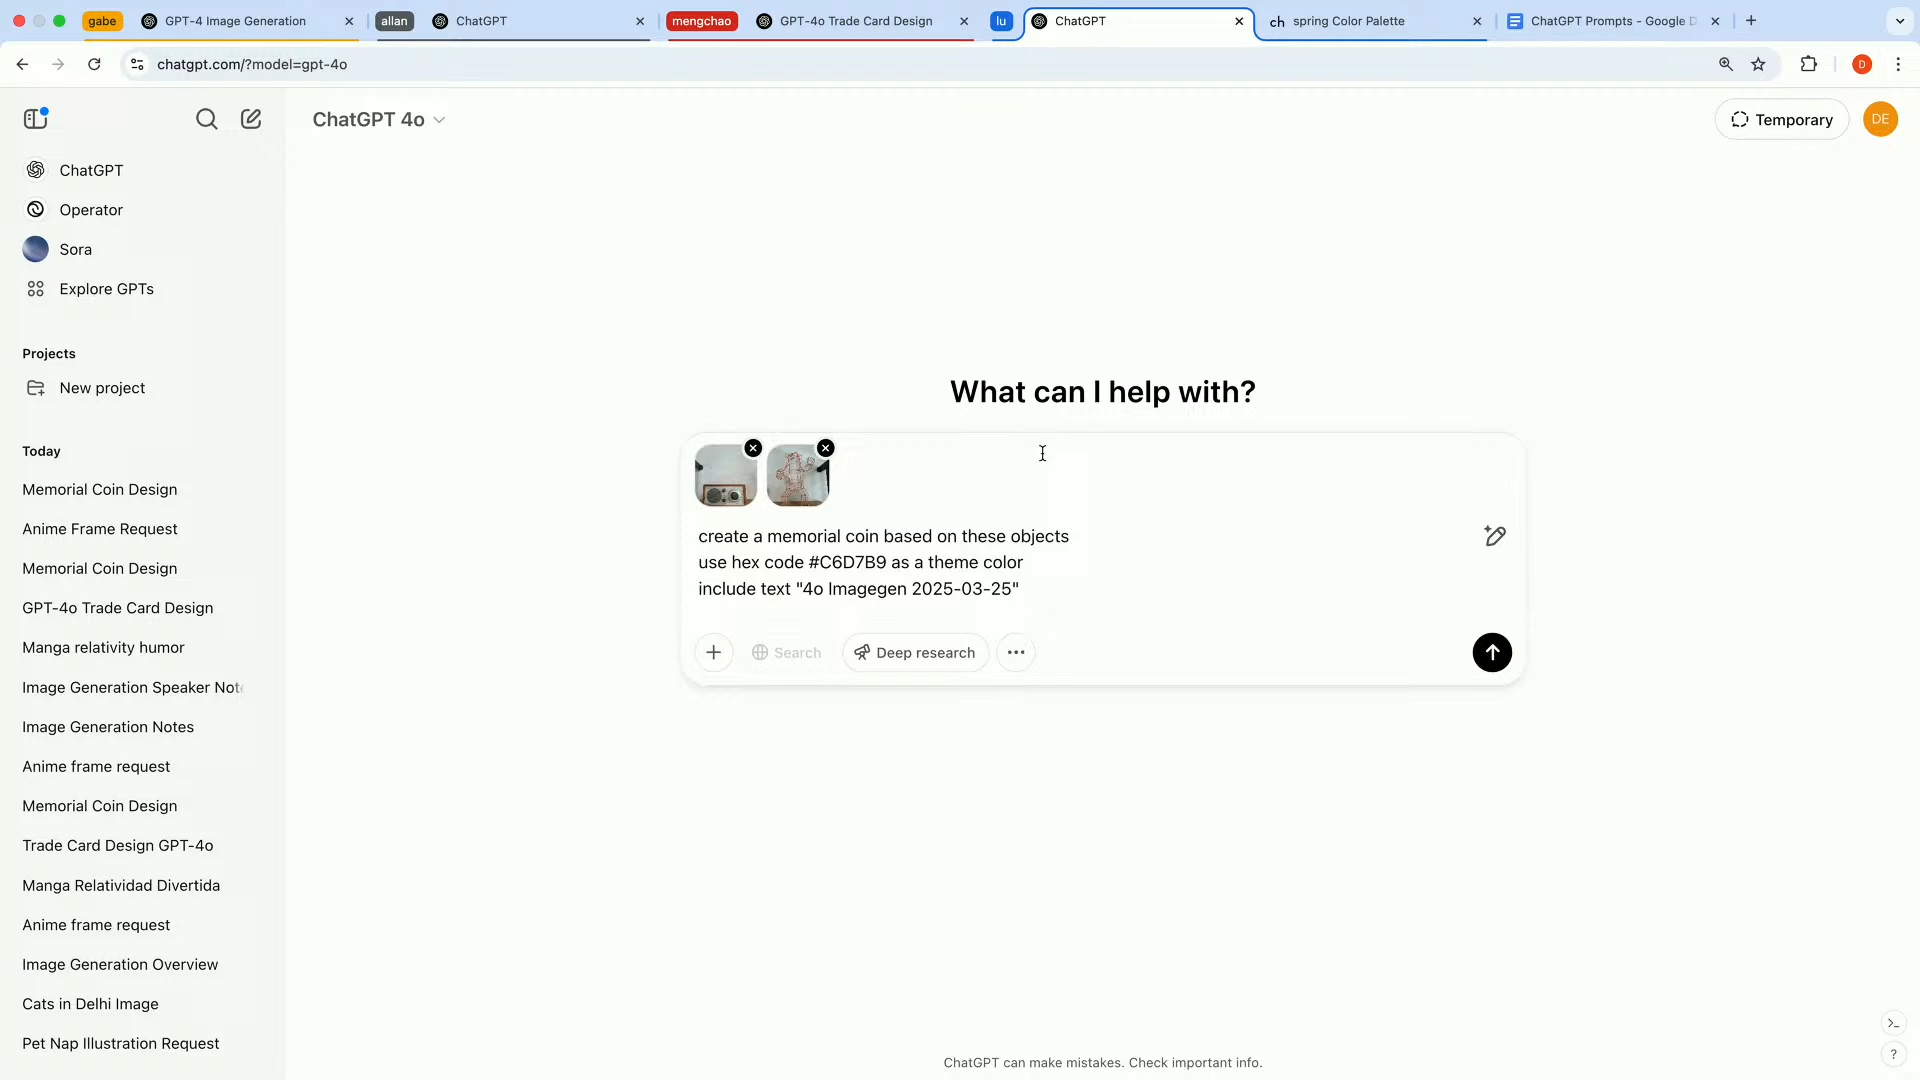 gabe
GPT-4 Image Generation
allan
ChatGPT
mengchao
GPT-4o Trade Card Design
lu
ChatGPT
ch spring Color Palette
ChatGPT Prompts - Google D
chatgpt.com/?model=gpt-4o
D
ChatGPT 4o
Temporary
DE
ChatGPT
Operator
Sora
Explore GPTs
Projects
New project
Today
Memorial Coin Design
Anime Frame Request
Memorial Coin Design
GPT-4o Trade Card Design
Manga relativity humor
Image Generation Speaker Note
Image Generation Notes
Anime frame request
Memorial Coin Design
Trade Card Design GPT-4o
Manga Relatividad Divertida
Anime frame request
Image Generation Overview
Cats in Delhi Image
Pet Nap Illustration Request
What can I help with?
create a memorial coin based on these objects
use hex code #C6D7B9 as a theme color
include text "4o Imagegen 2025-03-25"
Search
Deep research
ChatGPT can make mistakes. Check important info.
?